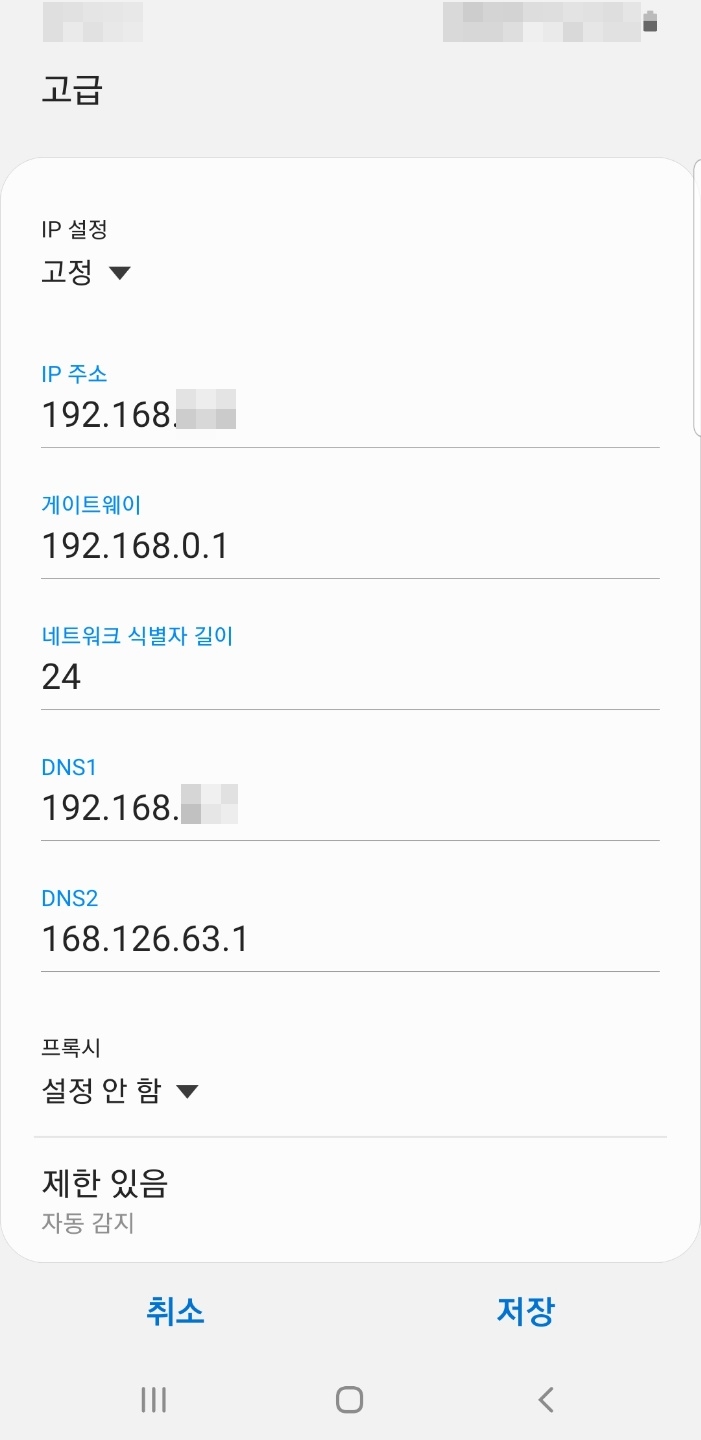 고급
IP 설정
고정
IP 주소
192.168.
게이트웨이
192.168.0.1
네트워크 식별자 길이
24
DNS1
192.168.
DNS2
168.126.63.1
프록시
설정 안 함
제한 있음
자동 감지
취소
저장